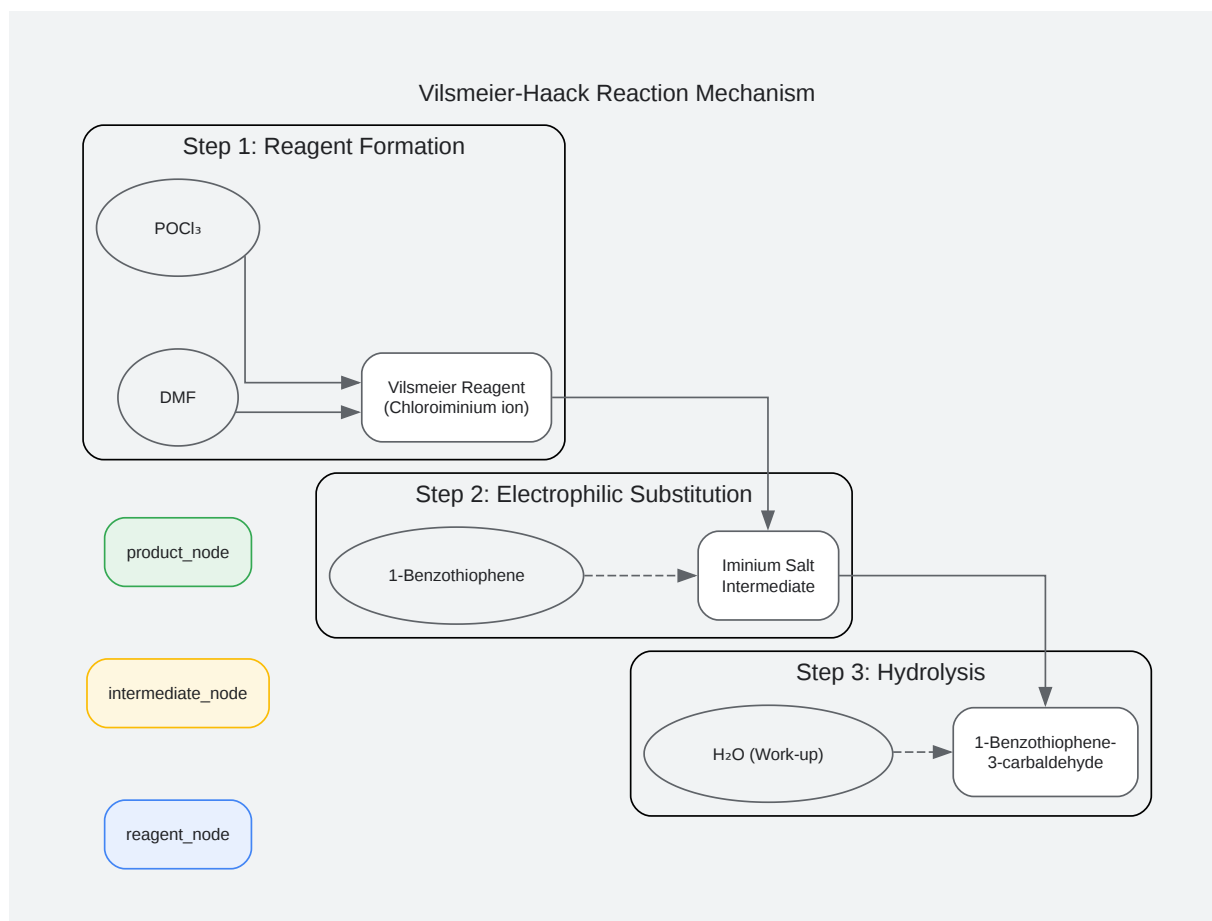 Vilsmeier-Haack Reaction Mechanism
Step 1: Reagent Formation
POCl₃
DMF
Vilsmeier Reagent
(Chloroiminium ion)
Step 2: Electrophilic Substitution
1-Benzothiophene
Iminium Salt
Intermediate
product_node
intermediate_node
reagent_node
Step 3: Hydrolysis
H₂O (Work-up)
1-Benzothiophene-
3-carbaldehyde